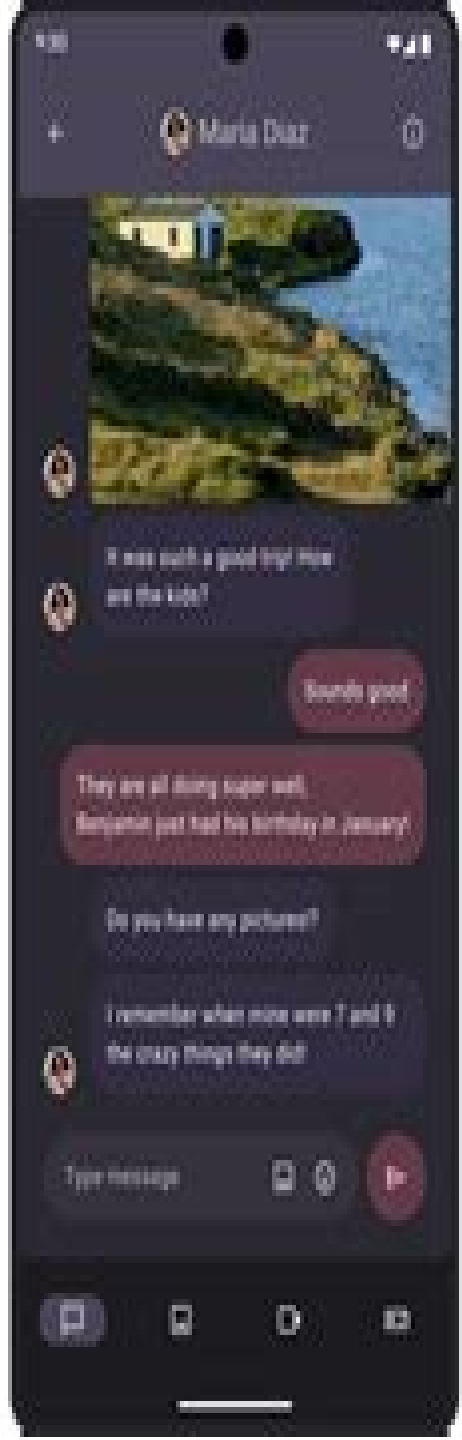 9:30
Maria Diaz
It was such a good trip! How
are the kids?
Sounds good
They are all doing super well.
Benjamin just had his birthday in January!
Do you have any pictures?
I remember when mine were 7 and 9
the crazy things they did!
Type message